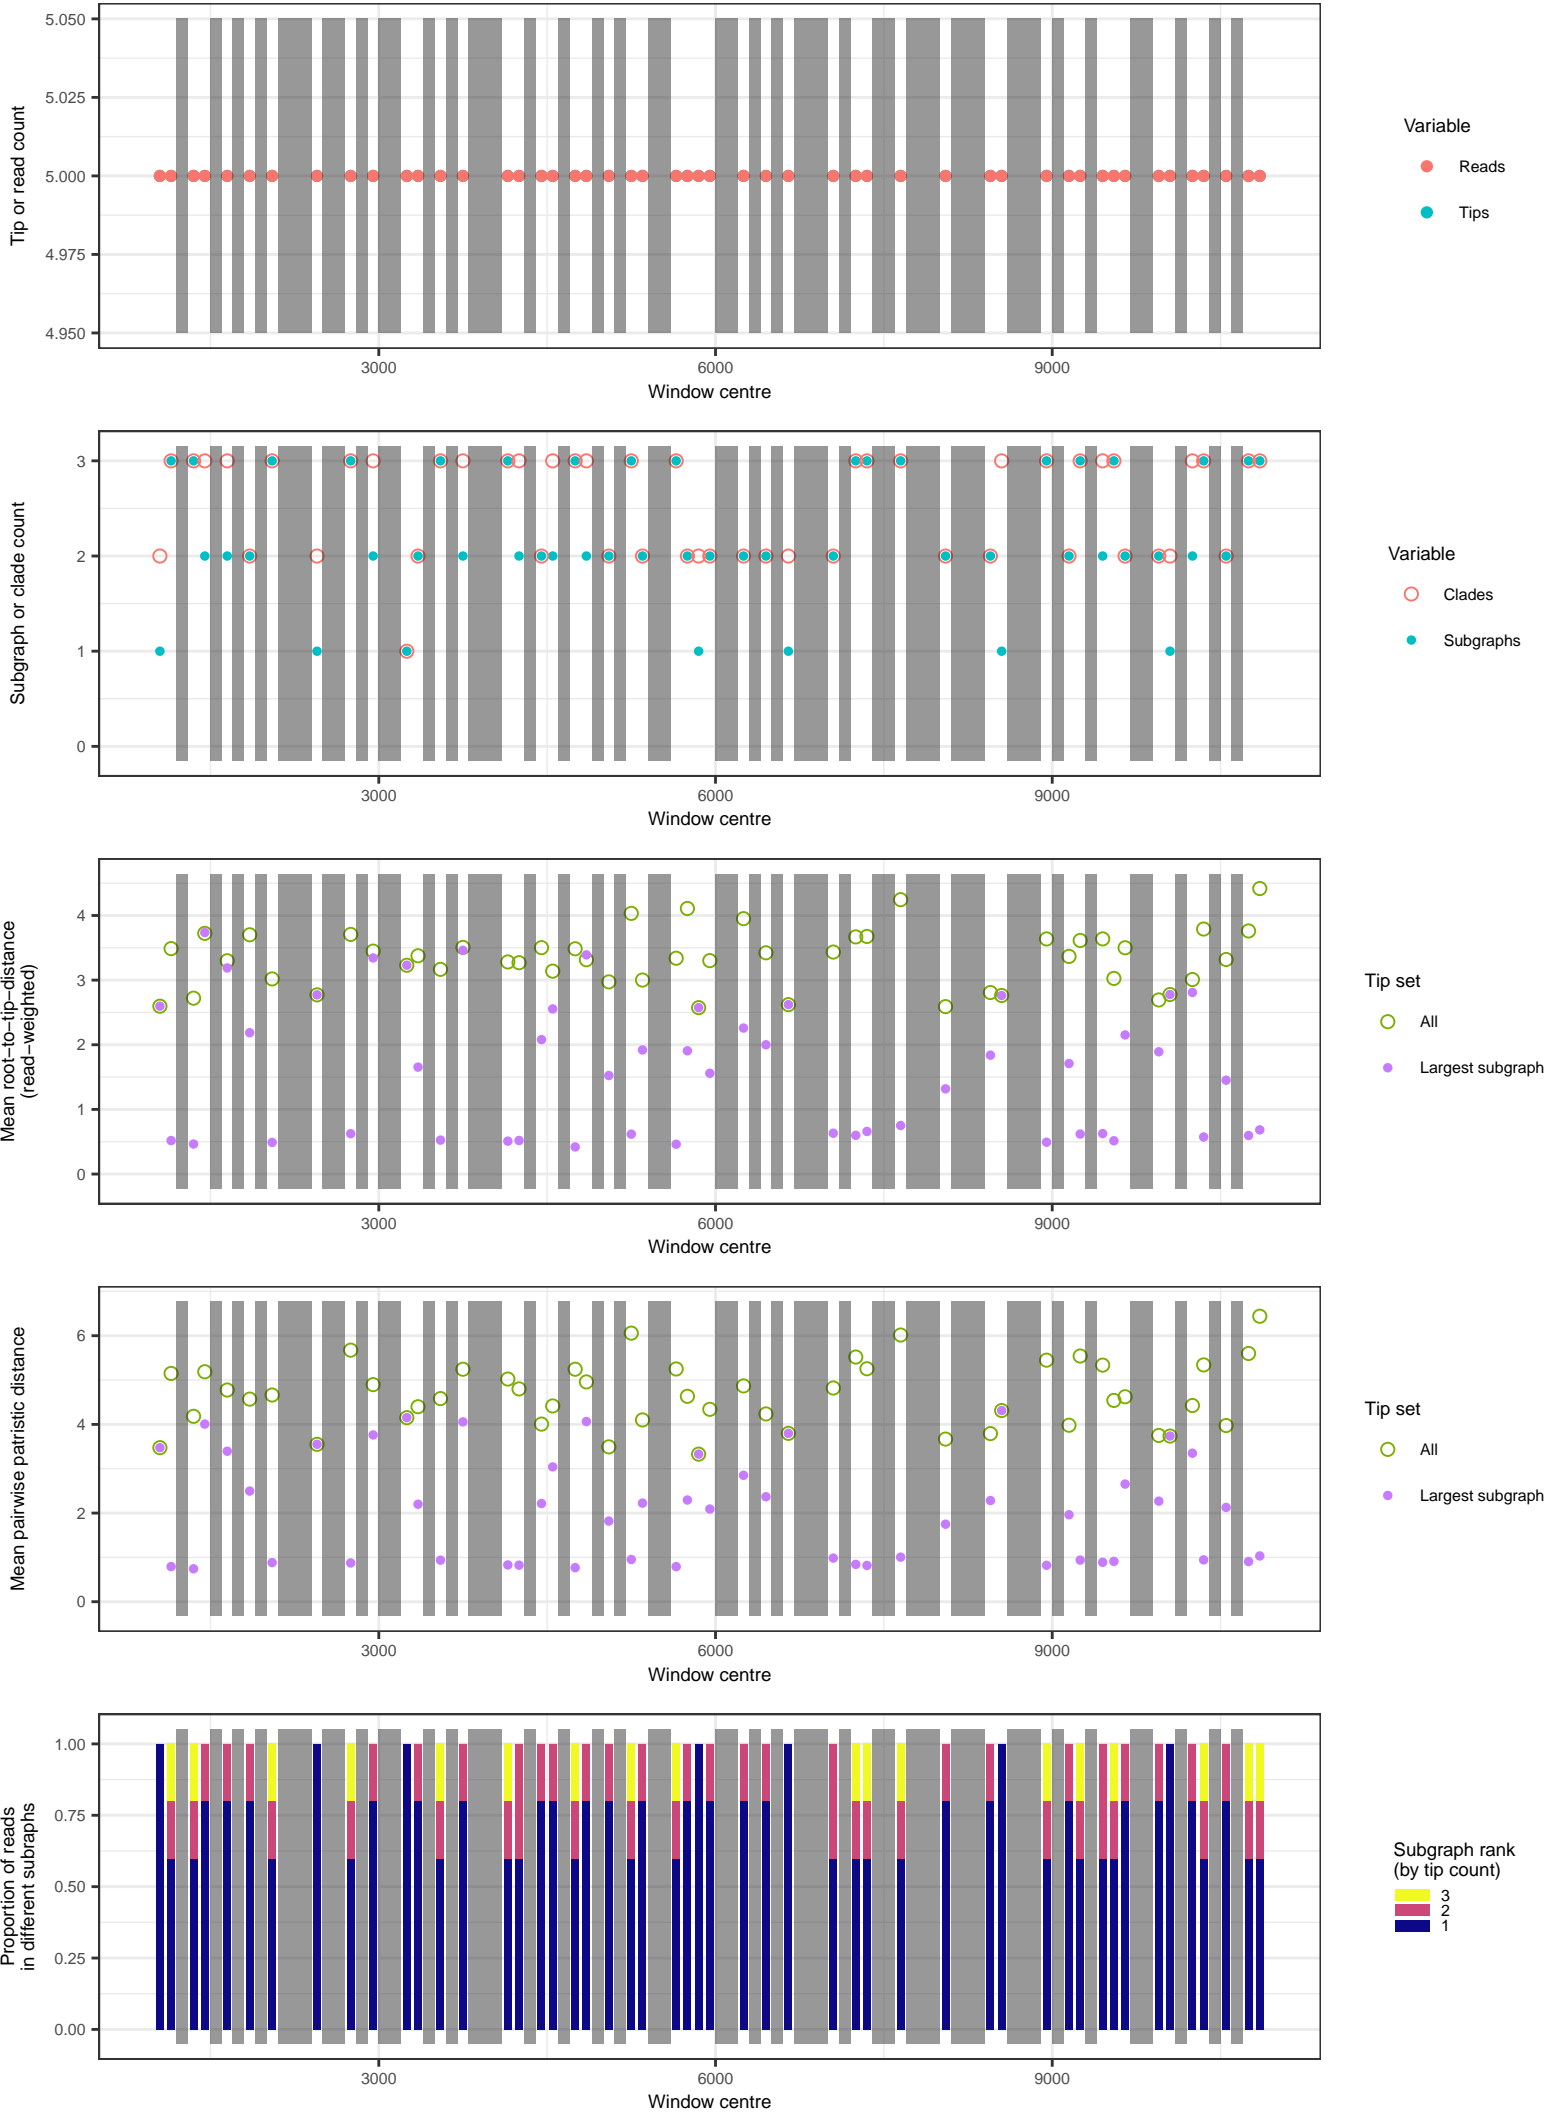 5.050
5.025
5.000
4.975
4.950
Tip or read count
3000
6000
9000
Window centre
Variable
Reads
Tips
3
2
1
0
Subgraph or clade count
3000
6000
9000
Window centre
Variable
Clades
Subgraphs
4
3
2
1
0
Mean root−to−tip−distance
(read−weighted)
3000
6000
9000
Window centre
Tip set
All
Largest subgraph
6
4
2
0
Mean pairwise patristic distance
3000
6000
9000
Window centre
Tip set
All
Largest subgraph
1.00
0.75
0.50
0.25
0.00
Proportion of reads
in different subraphs
3000
6000
9000
Window centre
Subgraph rank
(by tip count)
3
2
1